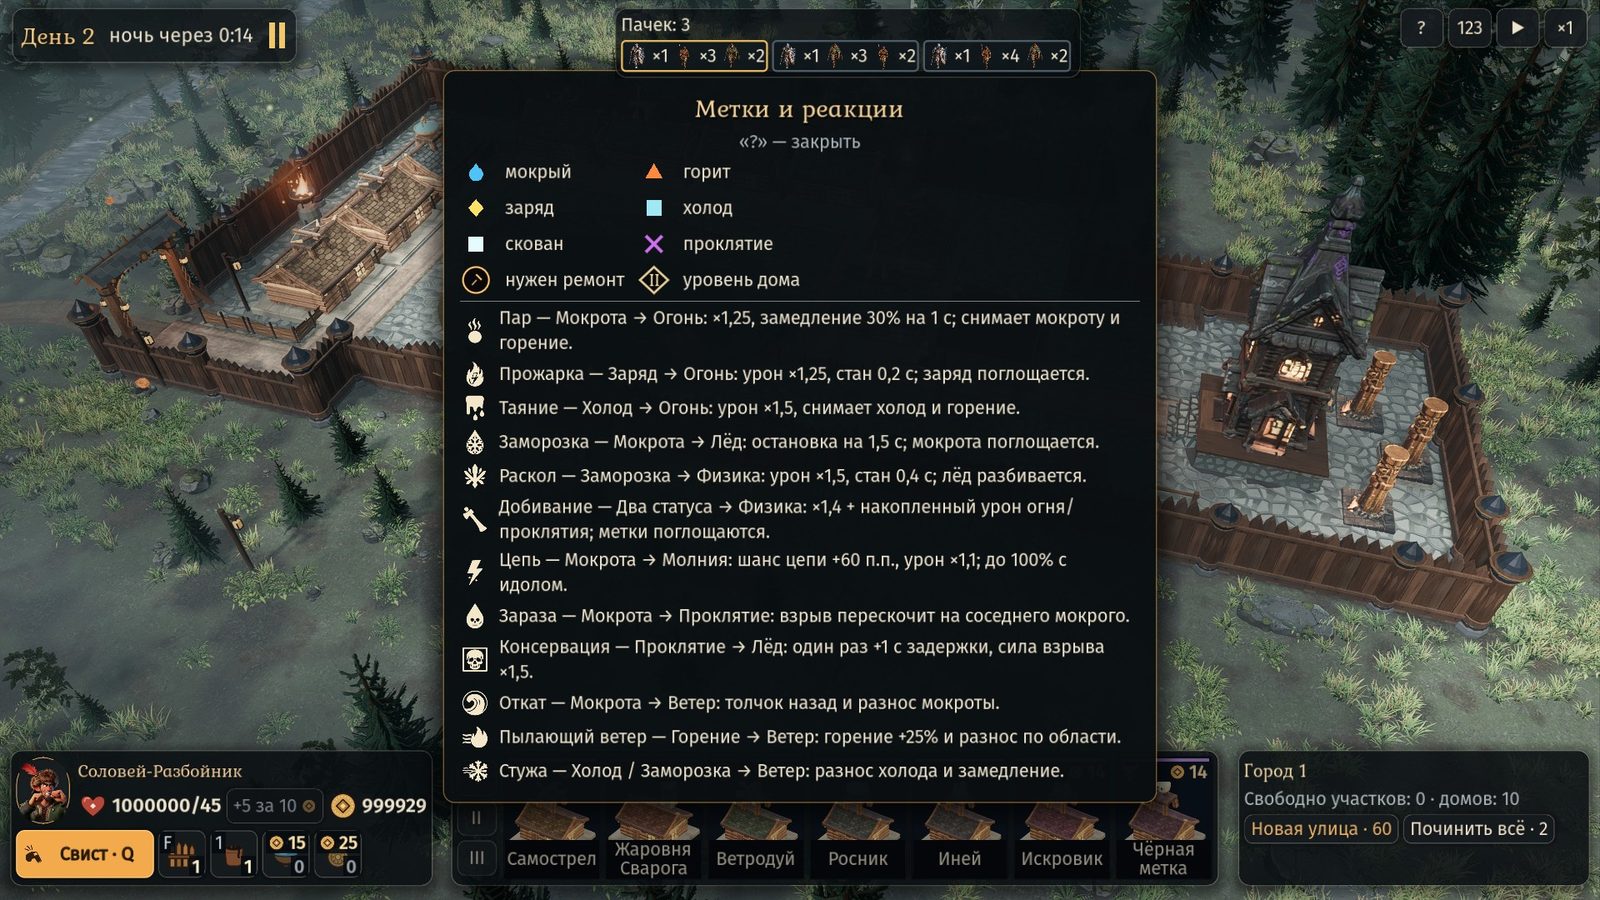 День 2 ночь через 0:14
Пачек: 3
×1 ×3 ×2 ×1 ×3 ×2 ×1 ×4 ×2
? 123 ×1
Метки и реакции
«?» — закрыть
мокрый горит
заряд холод
скован проклятие
нужен ремонт II уровень дома
Пар — Мокрота → Огонь: ×1,25, замедление 30% на 1 с; снимает мокроту и
горение.
Прожарка — Заряд → Огонь: урон ×1,25, стан 0,2 с; заряд поглощается.
Таяние — Холод → Огонь: урон ×1,5, снимает холод и горение.
Заморозка — Мокрота → Лёд: остановка на 1,5 с; мокрота поглощается.
Раскол — Заморозка → Физика: урон ×1,5, стан 0,4 с; лёд разбивается.
Добивание — Два статуса → Физика: ×1,4 + накопленный урон огня/
проклятия; метки поглощаются.
Цепь — Мокрота → Молния: шанс цепи +60 п.п., урон ×1,1; до 100% с
идолом.
Зараза — Мокрота → Проклятие: взрыв перескочит на соседнего мокрого.
Консервация — Проклятие → Лёд: один раз +1 с задержки, сила взрыва
×1,5.
Откат — Мокрота → Ветер: толчок назад и разнос мокроты.
Пылающий ветер — Горение → Ветер: горение +25% и разнос по области.
Стужа — Холод / Заморозка → Ветер: разнос холода и замедление.
Соловей-Разбойник
1000000/45 +5 за 10 999929
Свист · Q
F 1
1 1
15 0
25 0
II
III
14
Самострел
Жаровня
Сварога
Ветродуй
Росник
Иней
Искровик
Чёрная
метка
Город 1
Свободно участков: 0 · домов: 10
Новая улица · 60 Починить всё · 2